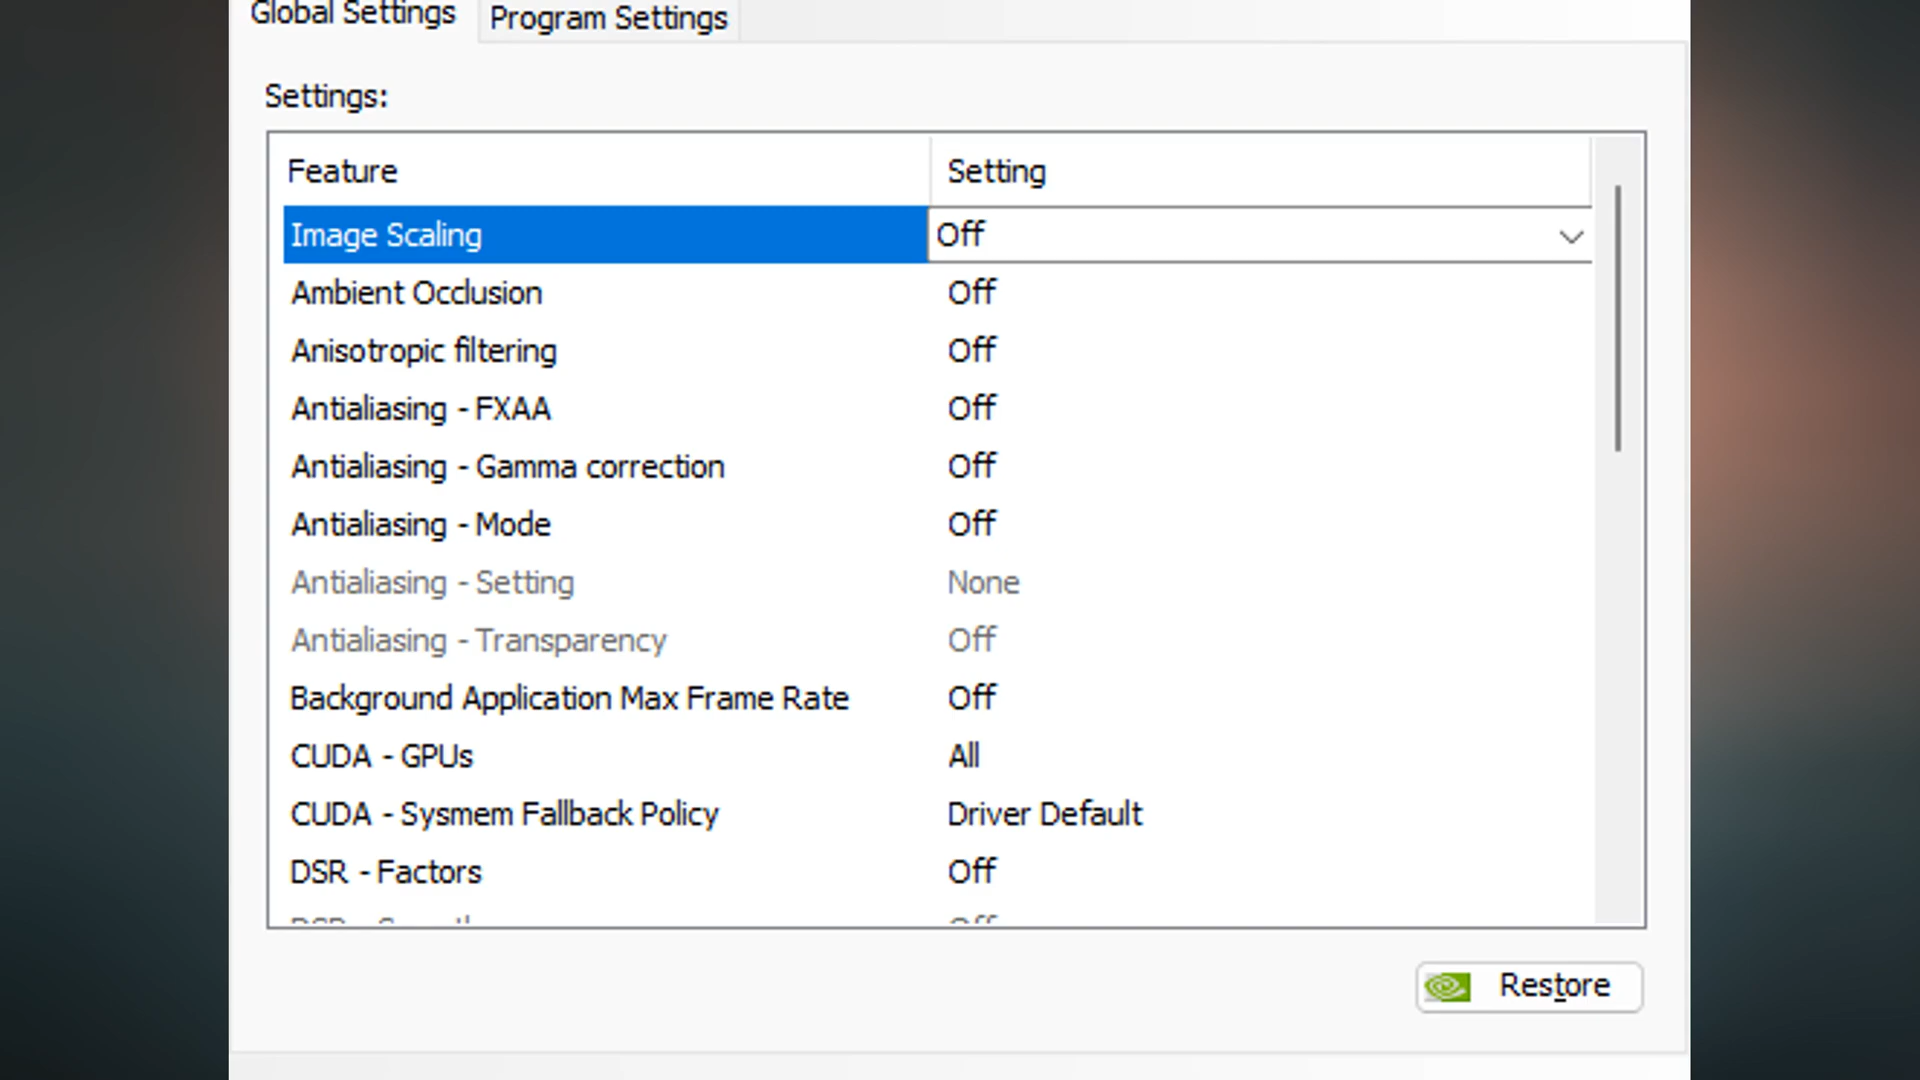 Global Settings
Program Settings
Settings:
Feature Setting
Image Scaling Off
Ambient Occlusion Off
Anisotropic filtering Off
Antialiasing - FXAA Off
Antialiasing - Gamma correction Off
Antialiasing - Mode Off
Antialiasing - Setting None
Antialiasing - Transparency Off
Background Application Max Frame Rate Off
CUDA - GPUs All
CUDA - Sysmem Fallback Policy Driver Default
DSR - Factors Off
Restore